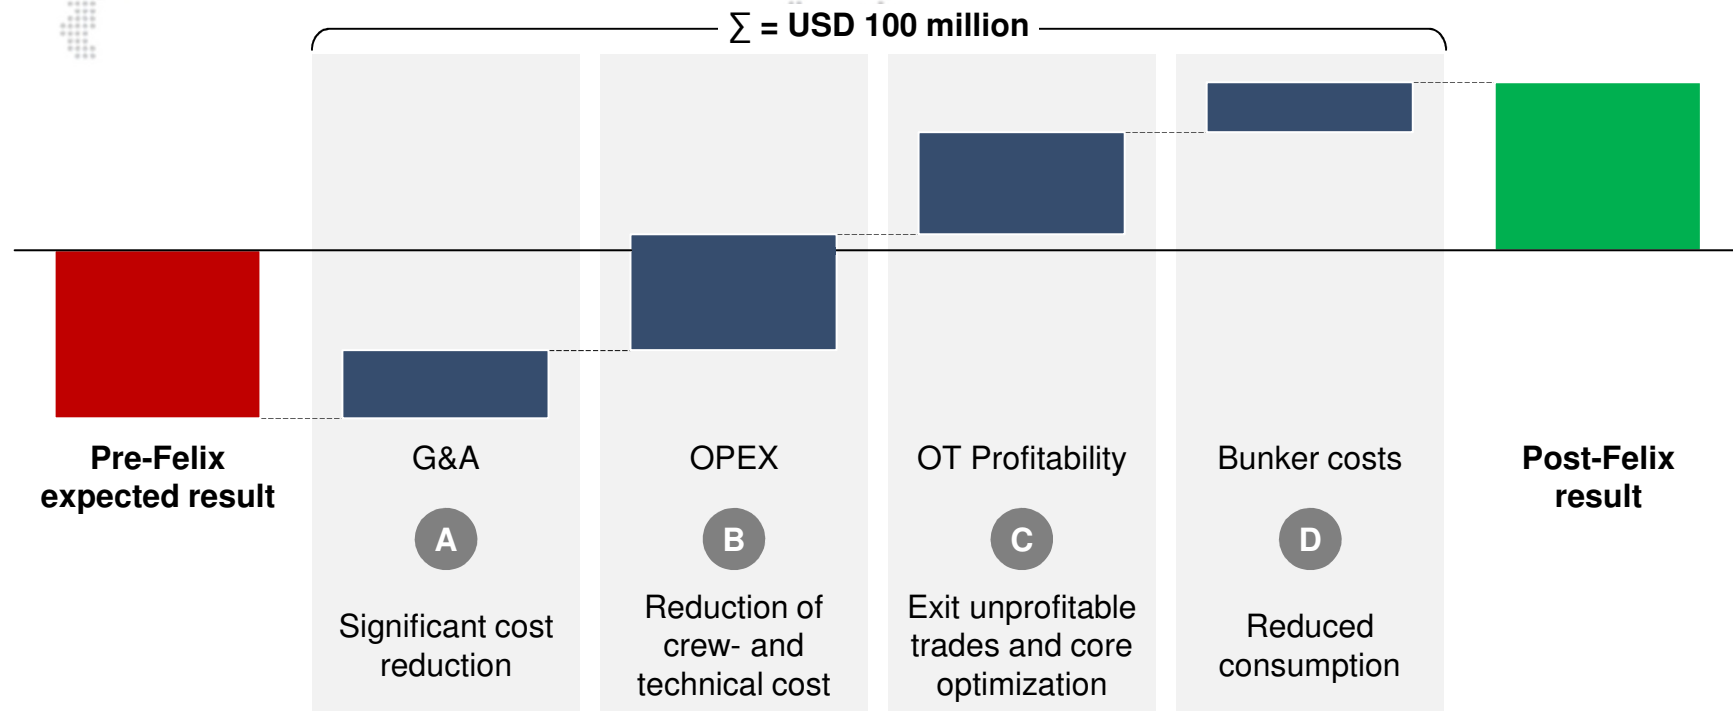 ∑ = USD 100 million
Pre-Felix
expected result
G&A
A
Significant cost
reduction
OPEX
B
Reduction of
crew- and
technical cost
OT Profitability
C
Exit unprofitable
trades and core
optimization
Bunker costs
D
Reduced
consumption
Post-Felix
result